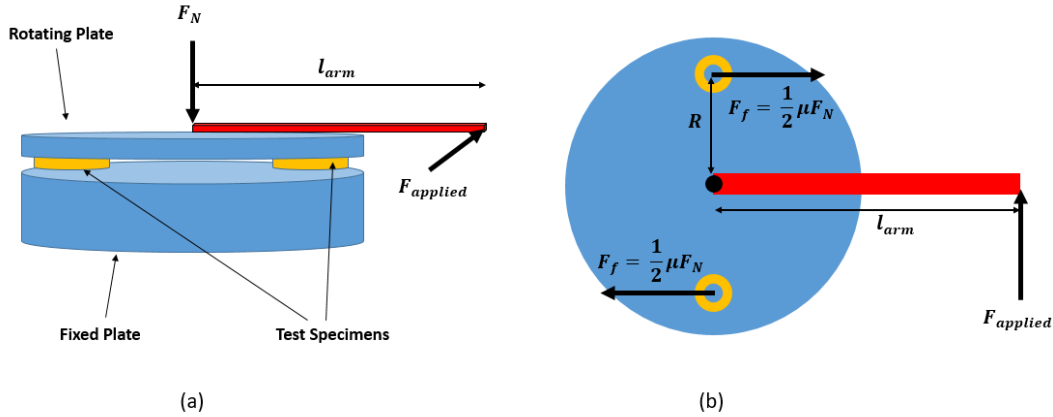 F_N
Rotating Plate
l_arm
F_applied
Fixed Plate
Test Specimens
(a)
F_f = 1/2 μF_N
R
l_arm
F_f = 1/2 μF_N
F_applied
(b)